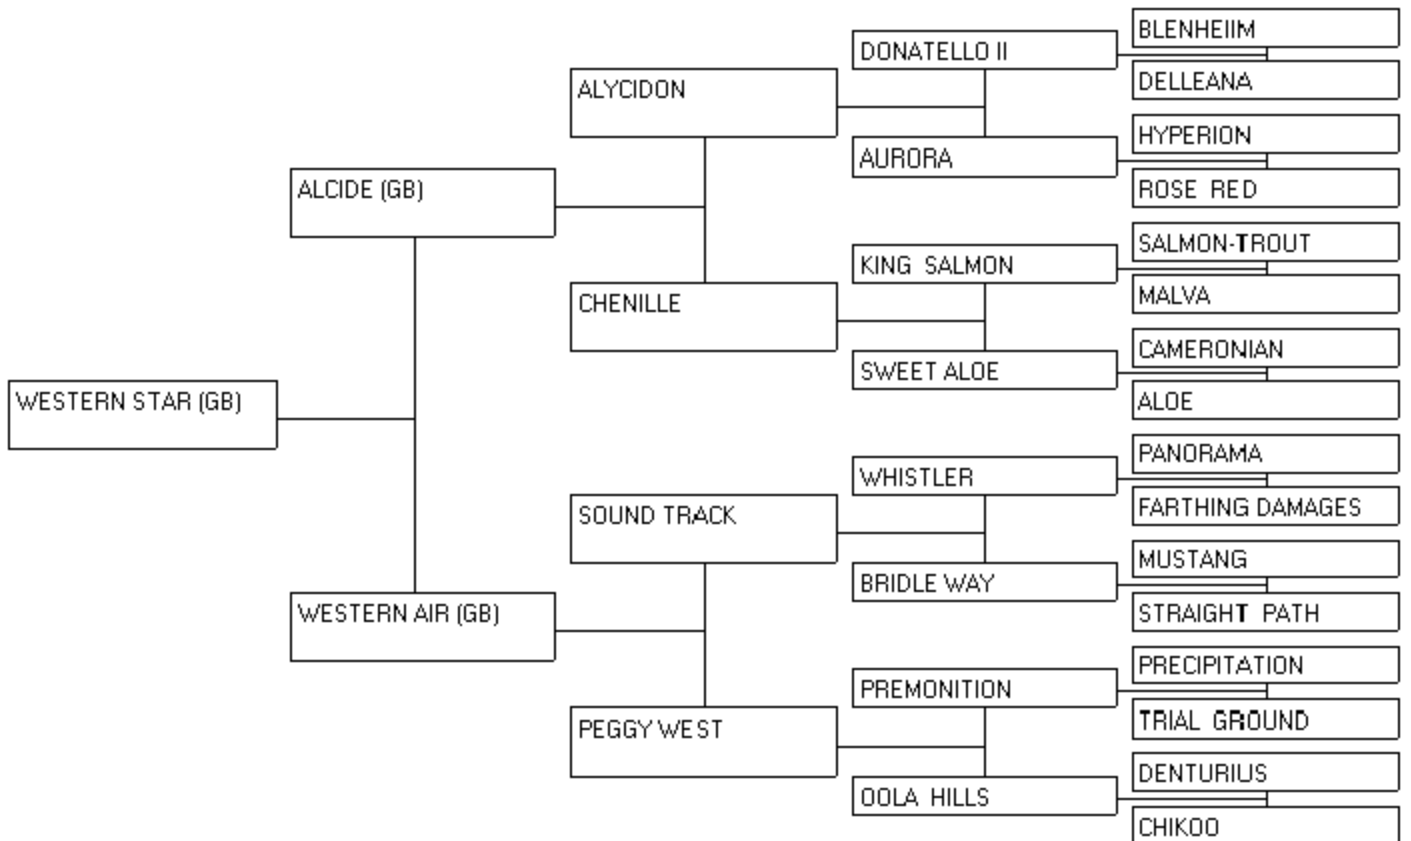 BLENHEIIM
DONATELLO II
DELLEANA
ALYCIDON
HYPERION
AURORA
ROSE RED
ALCIDE (GB)
SALMON-TROUT
KING SALMON
MALVA
CHENILLE
CAMERONIAN
SWEET ALOE
ALOE
WESTERN STAR (GB)
PANORAMA
WHISTLER
FARTHING DAMAGES
SOUND TRACK
MUSTANG
BRIDLE WAY
STRAIGHT PATH
WESTERN AIR (GB)
PRECIPITATION
PREMONITION
TRIAL GROUND
PEGGY WEST
DENTURIUS
OOLA HILLS
CHIKOO